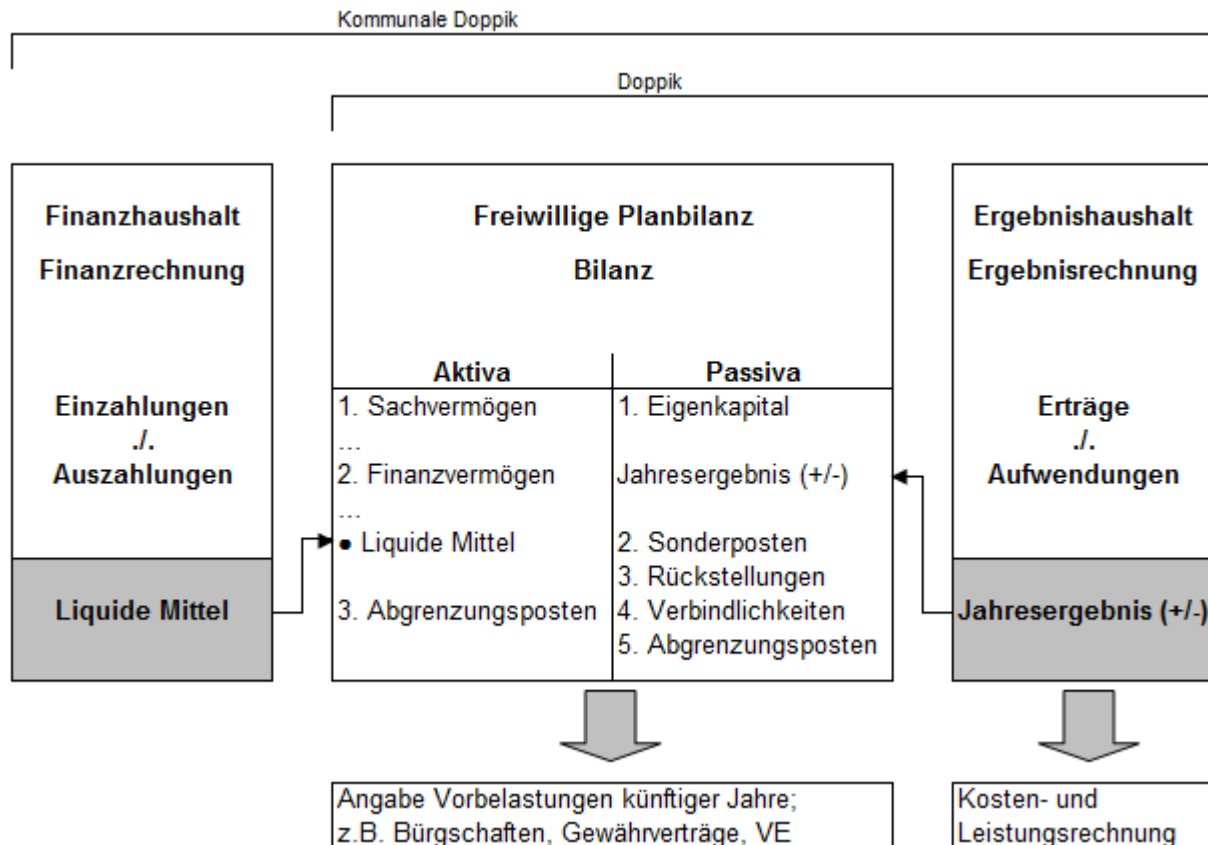 Kommunale Doppik
Doppik
Finanzhaushalt
Finanzrechnung
Einzahlungen
./.
Auszahlungen
Liquide Mittel
Freiwillige Planbilanz
Bilanz
Aktiva
1. Sachvermögen
...
2. Finanzvermögen
...
● Liquide Mittel
3. Abgrenzungsposten
Passiva
1. Eigenkapital
Jahresergebnis (+/-)
2. Sonderposten
3. Rückstellungen
4. Verbindlichkeiten
5. Abgrenzungsposten
Ergebnishaushalt
Ergebnisrechnung
Erträge
./.
Aufwendungen
Jahresergebnis (+/-)
Angabe Vorbelastungen künftiger Jahre;
z.B. Bürgschaften, Gewährverträge, VE
Kosten- und
Leistungsrechnung